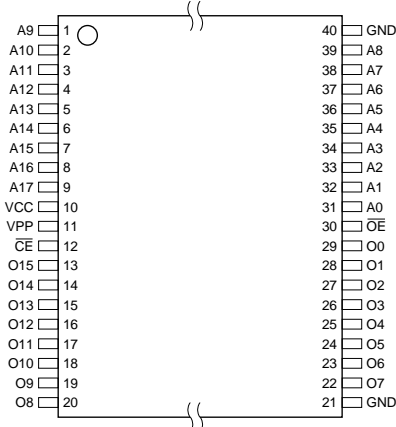 A9 1 40 GND
A10 2 39 A8
A11 3 38 A7
A12 4 37 A6
A13 5 36 A5
A14 6 35 A4
A15 7 34 A3
A16 8 33 A2
A17 9 32 A1
VCC 10 31 A0
VPP 11 30 OE
CE 12 29 O0
O15 13 28 O1
O14 14 27 O2
O13 15 26 O3
O12 16 25 O4
O11 17 24 O5
O10 18 23 O6
O9 19 22 O7
O8 20 21 GND